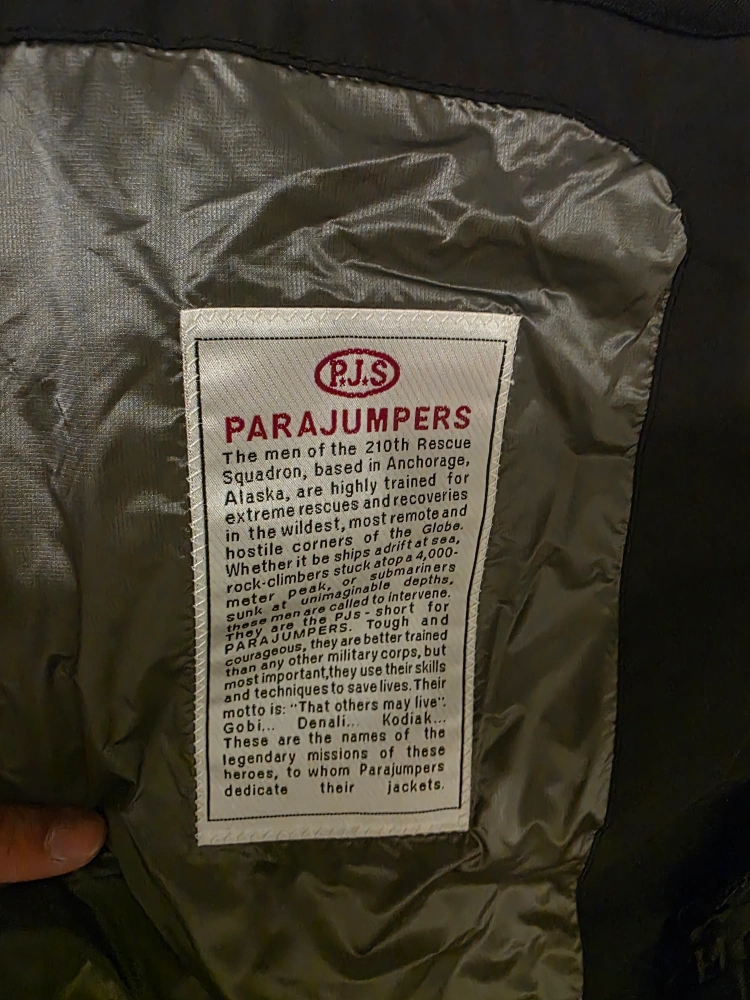 P.J.S
PARAJUMPERS
The men of the 210th Rescue
Squadron, based in Anchorage,
Alaska, are highly trained for
extreme rescues and recoveries
in the wildest, most remote and
hostile corners of the Globe.
Whether it be ships adrift at sea,
rock-climbers stuck atop a 4,000-
meter peak, or submariners
sunk at unimaginable depths,
these men are called to intervene.
They are the PJs - short for
PARAJUMPERS. Tough and
courageous, they are better trained
than any other military corps, but
most important,they use their skills
and techniques to save lives. Their
motto is: "That others may live".
Gobi... Denali... Kodiak...
These are the names of the
legendary missions of these
heroes, to whom Parajumpers
dedicate their jackets.